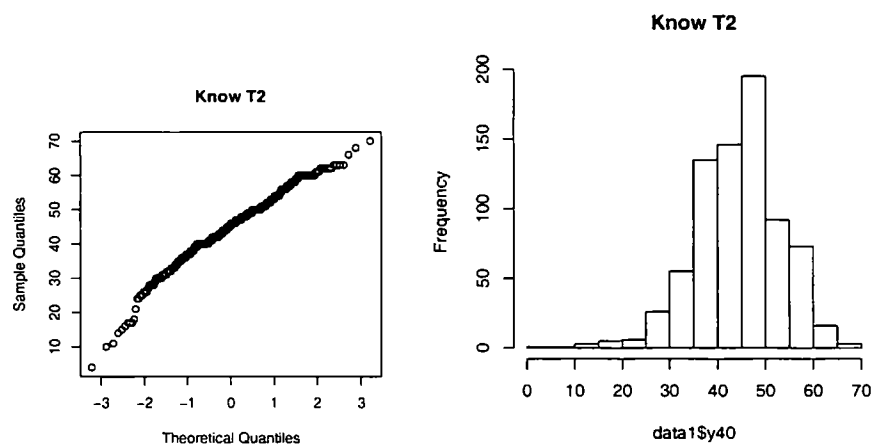 Know T2
Sample Quantiles
70
60
50
40
30
20
10
−3 −2 −1 0 1 2 3
Theoretical Quantiles
Know T2
Frequency
200
150
100
50
0
0 10 20 30 40 50 60 70
data1$y40